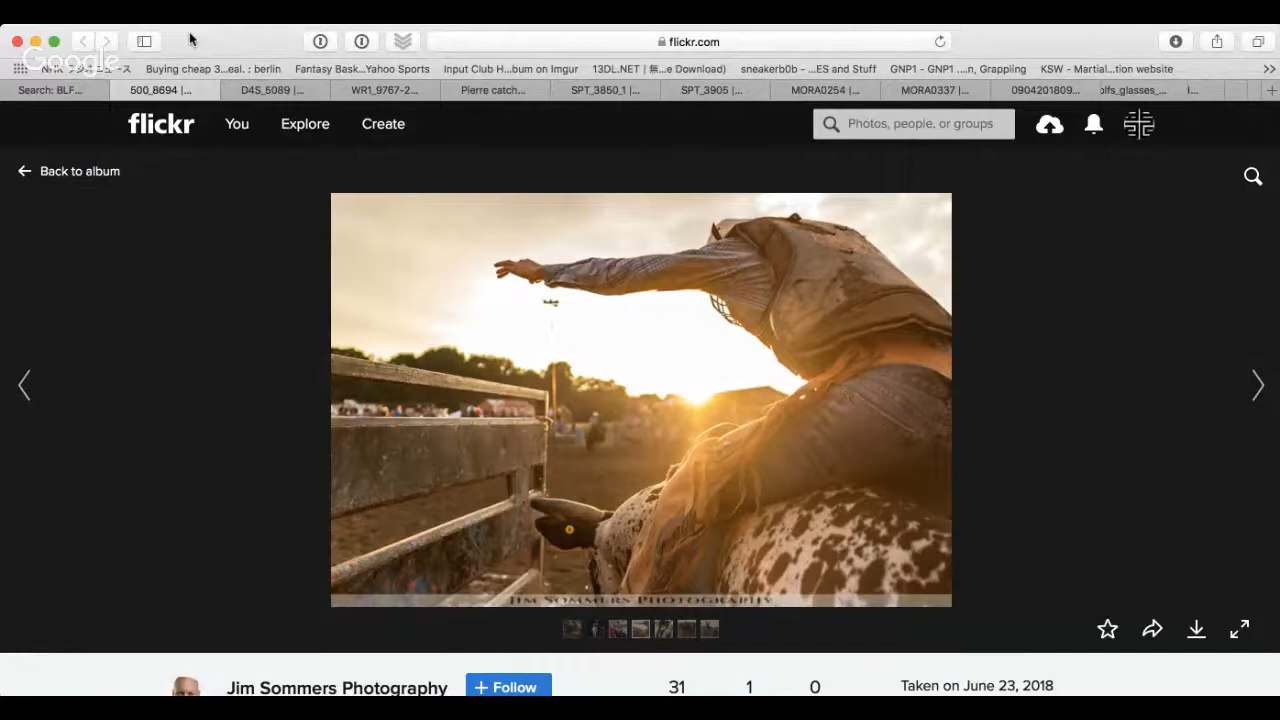 flickr.com
Google
Buying cheap 3...eal. : berlin
Fantasy Bask...Yahoo Sports
Input Club H...bum on Imgur
13DL.NET | 無...e Download)
sneakerb0b - ...ES and Stuff
GNP1 - GNP1 ....n, Grappling
KSW - Martial...tion website
Search: BLF...
500_8694 |...
D4S_5089 |...
WR1_9767-2...
Pierre catch...
SPT_3850_1 |...
SPT_3905 |...
MORA0254 |...
MORA0337 |...
0904201809...
olfs_glasses_...
flickr
You
Explore
Create
Photos, people, or groups
Back to album
JIM SOMMERS PHOTOGRAPHY
Jim Sommers Photography
+ Follow
31
1
0
Taken on June 23, 2018